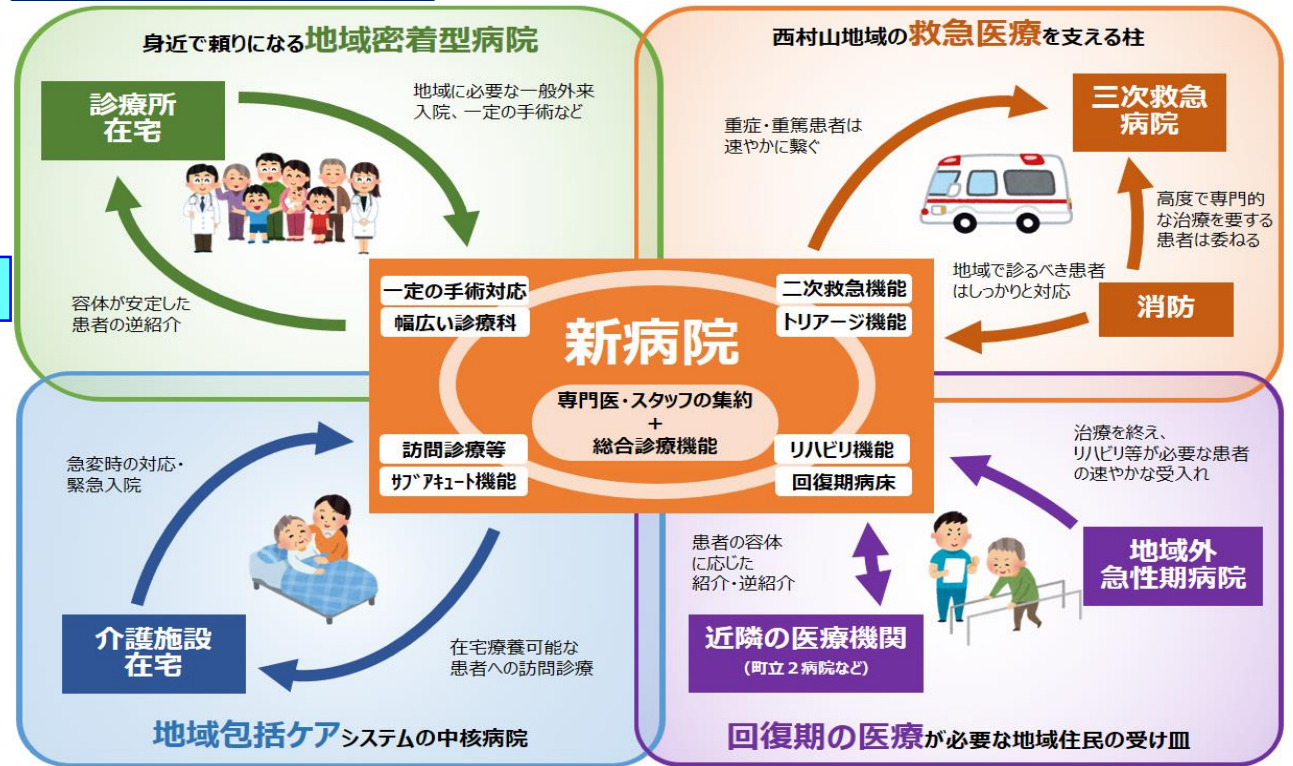 身近で頼りになる地域密着型病院
診療所
在宅
地域に必要な一般外来
入院、一定の手術など
容体が安定した
患者の逆紹介
西村山地域の救急医療を支える柱
三次救急
病院
重症・重篤患者は
速やかに繋ぐ
高度で専門的
な治療を要する
患者は委ねる
地域で診るべき患者
はしっかりと対応
消防
一定の手術対応
幅広い診療科
二次救急機能
トリアージ機能
新病院
専門医・スタッフの集約
+
総合診療機能
訪問診療等
ｻﾌﾞｱｷｭｰﾄ機能
リハビリ機能
回復期病床
急変時の対応・
緊急入院
介護施設
在宅
在宅療養可能な
患者への訪問診療
地域包括ケアシステムの中核病院
治療を終え、
リハビリ等が必要な患者
の速やかな受入れ
患者の容体
に応じた
紹介・逆紹介
地域外
急性期病院
近隣の医療機関
(町立２病院など)
回復期の医療が必要な地域住民の受け皿